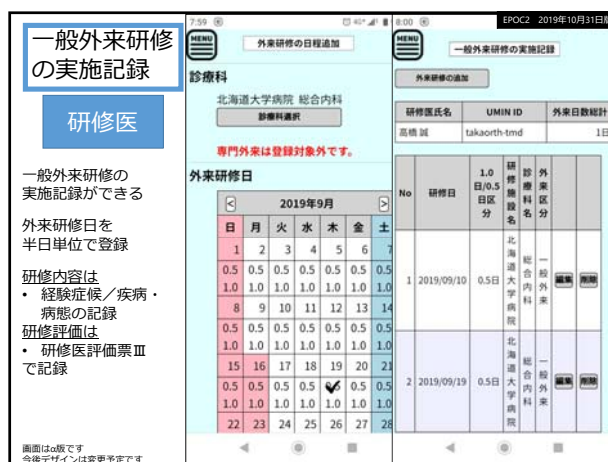 一般外来研修
の実施記録
研修医
一般外来研修の
実施記録ができる
外来研修日を
半日単位で登録
研修内容は
• 経験症候／疾病・
病態の記録
研修評価は
• 研修医評価票Ⅲ
で記録
画面はα版です
今後デザインは変更予定です
7:59
4G+
MENU
外来研修の日程追加
診療科
北海道大学病院 総合内科
診療科選択
専門外来は登録対象外です。
外来研修日
< 2019年9月 >
日 月 火 水 木 金 土
1 2 3 4 5 6 7
0.5 0.5 0.5 0.5 0.5 0.5 0.5
1.0 1.0 1.0 1.0 1.0 1.0 1.0
8 9 10 11 12 13 14
0.5 0.5 0.5 0.5 0.5 0.5 0.5
1.0 1.0 1.0 1.0 1.0 1.0 1.0
15 16 17 18 19 20 21
0.5 0.5 0.5 0.5 0.5 0.5
1.0 1.0 1.0 1.0 1.0 1.0 1.0
22 23 24 25 26 27 28
8:00
EPOC2 2019年10月31日版
MENU
一般外来研修の実施記録
外来研修の追加
研修医氏名 UMIN ID 外来日数総計
高橋 誠 takaorth-tmd 1日
No 研修日 1.0日/0.5日区分 研修施設名 診療科名 外来区分
1 2019/09/10 0.5日 北海道大学病院 総合内科 一般外来 編集 削除
2 2019/09/19 0.5日 北海道大学病院 総合内科 一般外来 編集 削除